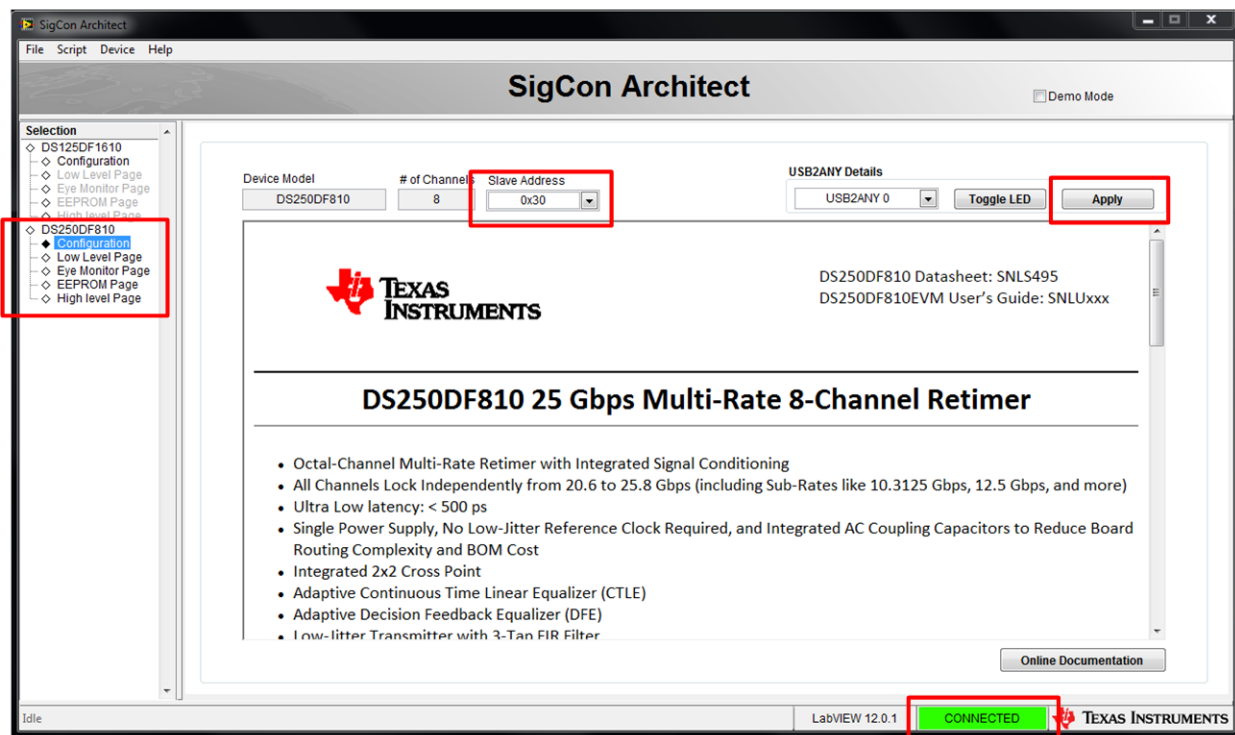 SigCon Architect
File Script Device Help
SigCon Architect
Demo Mode
Selection
DS125DF1610
Configuration
Low Level Page
Eye Monitor Page
EEPROM Page
High level Page
DS250DF810
Configuration
Low Level Page
Eye Monitor Page
EEPROM Page
High level Page
Device Model # of Channels Slave Address USB2ANY Details
DS250DF810 8 0x30 USB2ANY 0 Toggle LED Apply
TEXAS
INSTRUMENTS
DS250DF810 Datasheet: SNLS495
DS250DF810EVM User's Guide: SNLUxxx
DS250DF810 25 Gbps Multi-Rate 8-Channel Retimer
• Octal-Channel Multi-Rate Retimer with Integrated Signal Conditioning
• All Channels Lock Independently from 20.6 to 25.8 Gbps (including Sub-Rates like 10.3125 Gbps, 12.5 Gbps, and more)
• Ultra Low latency: < 500 ps
• Single Power Supply, No Low-Jitter Reference Clock Required, and Integrated AC Coupling Capacitors to Reduce Board
Routing Complexity and BOM Cost
• Integrated 2x2 Cross Point
• Adaptive Continuous Time Linear Equalizer (CTLE)
• Adaptive Decision Feedback Equalizer (DFE)
• Low-Jitter Transmitter with 3-Tap FIR Filter
Online Documentation
Idle LabVIEW 12.0.1 CONNECTED TEXAS INSTRUMENTS